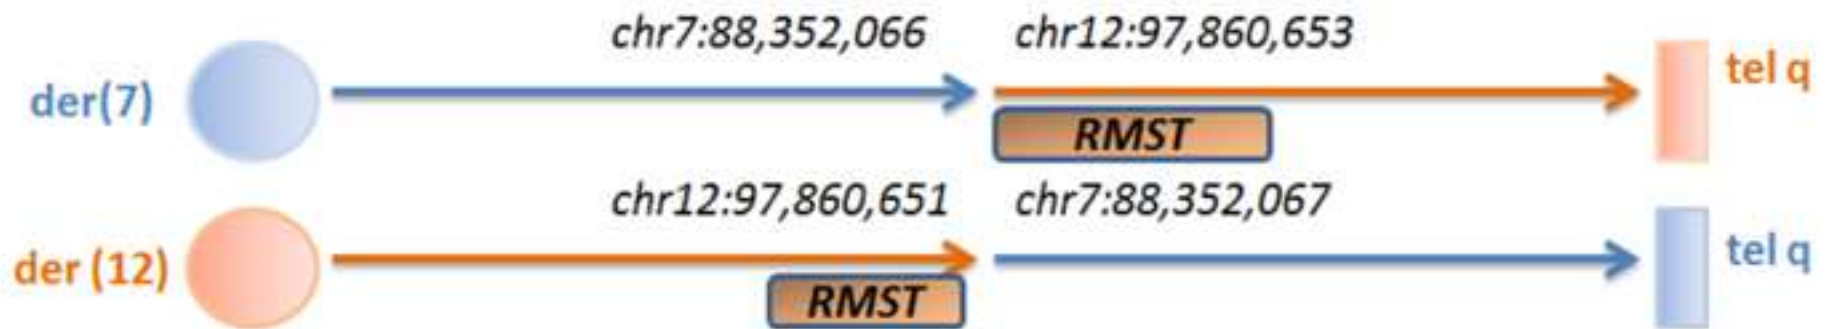 chr7:88,352,066 chr12:97,860,653
der(7) tel q
RMST
chr12:97,860,651 chr7:88,352,067
der (12) tel q
RMST